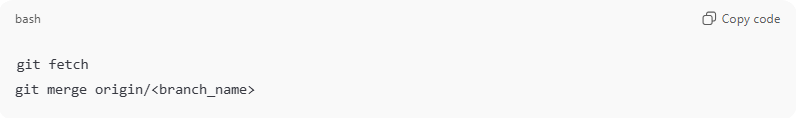 bash
Copy code
git fetch
git merge origin/<branch_name>